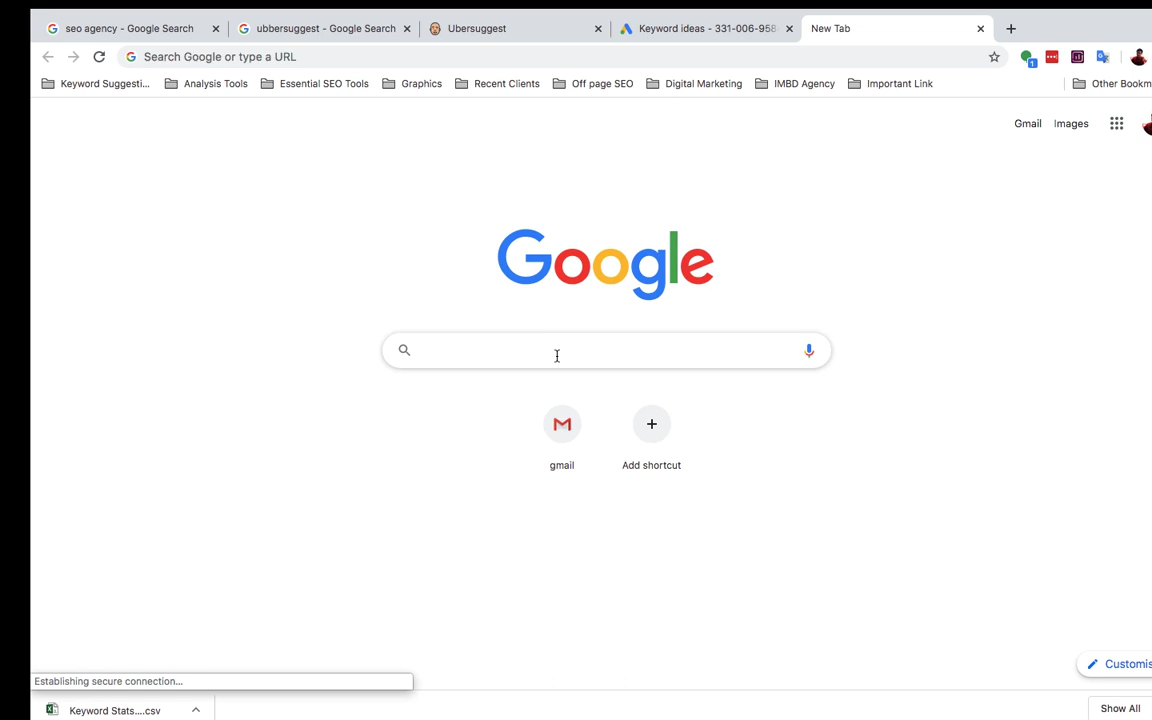 seo agency - Google Search
ubbersuggest - Google Search
Ubersuggest
Keyword ideas - 331-006-958
New Tab
Search Google or type a URL
1
Keyword Suggesti...
Analysis Tools
Essential SEO Tools
Graphics
Recent Clients
Off page SEO
Digital Marketing
IMBD Agency
Important Link
Other Bookm
Gmail
Images
Google
gmail
Add shortcut
Customis
Establishing secure connection...
Keyword Stats....csv
Show All